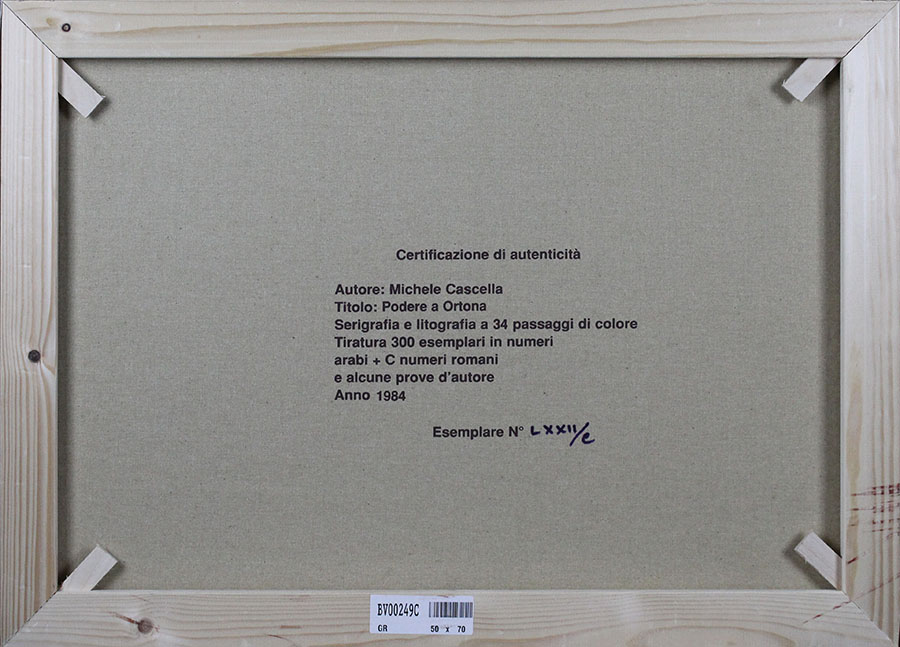 Certificazione di autenticità
Autore: Michele Cascella
Titolo: Podere a Ortona
Serigrafia e litografia a 34 passaggi di colore
Tiratura 300 esemplari in numeri
arabi + C numeri romani
e alcune prove d'autore
Anno 1984
Esemplare N° LXXII/C
BV00249C
GR 50 x 70